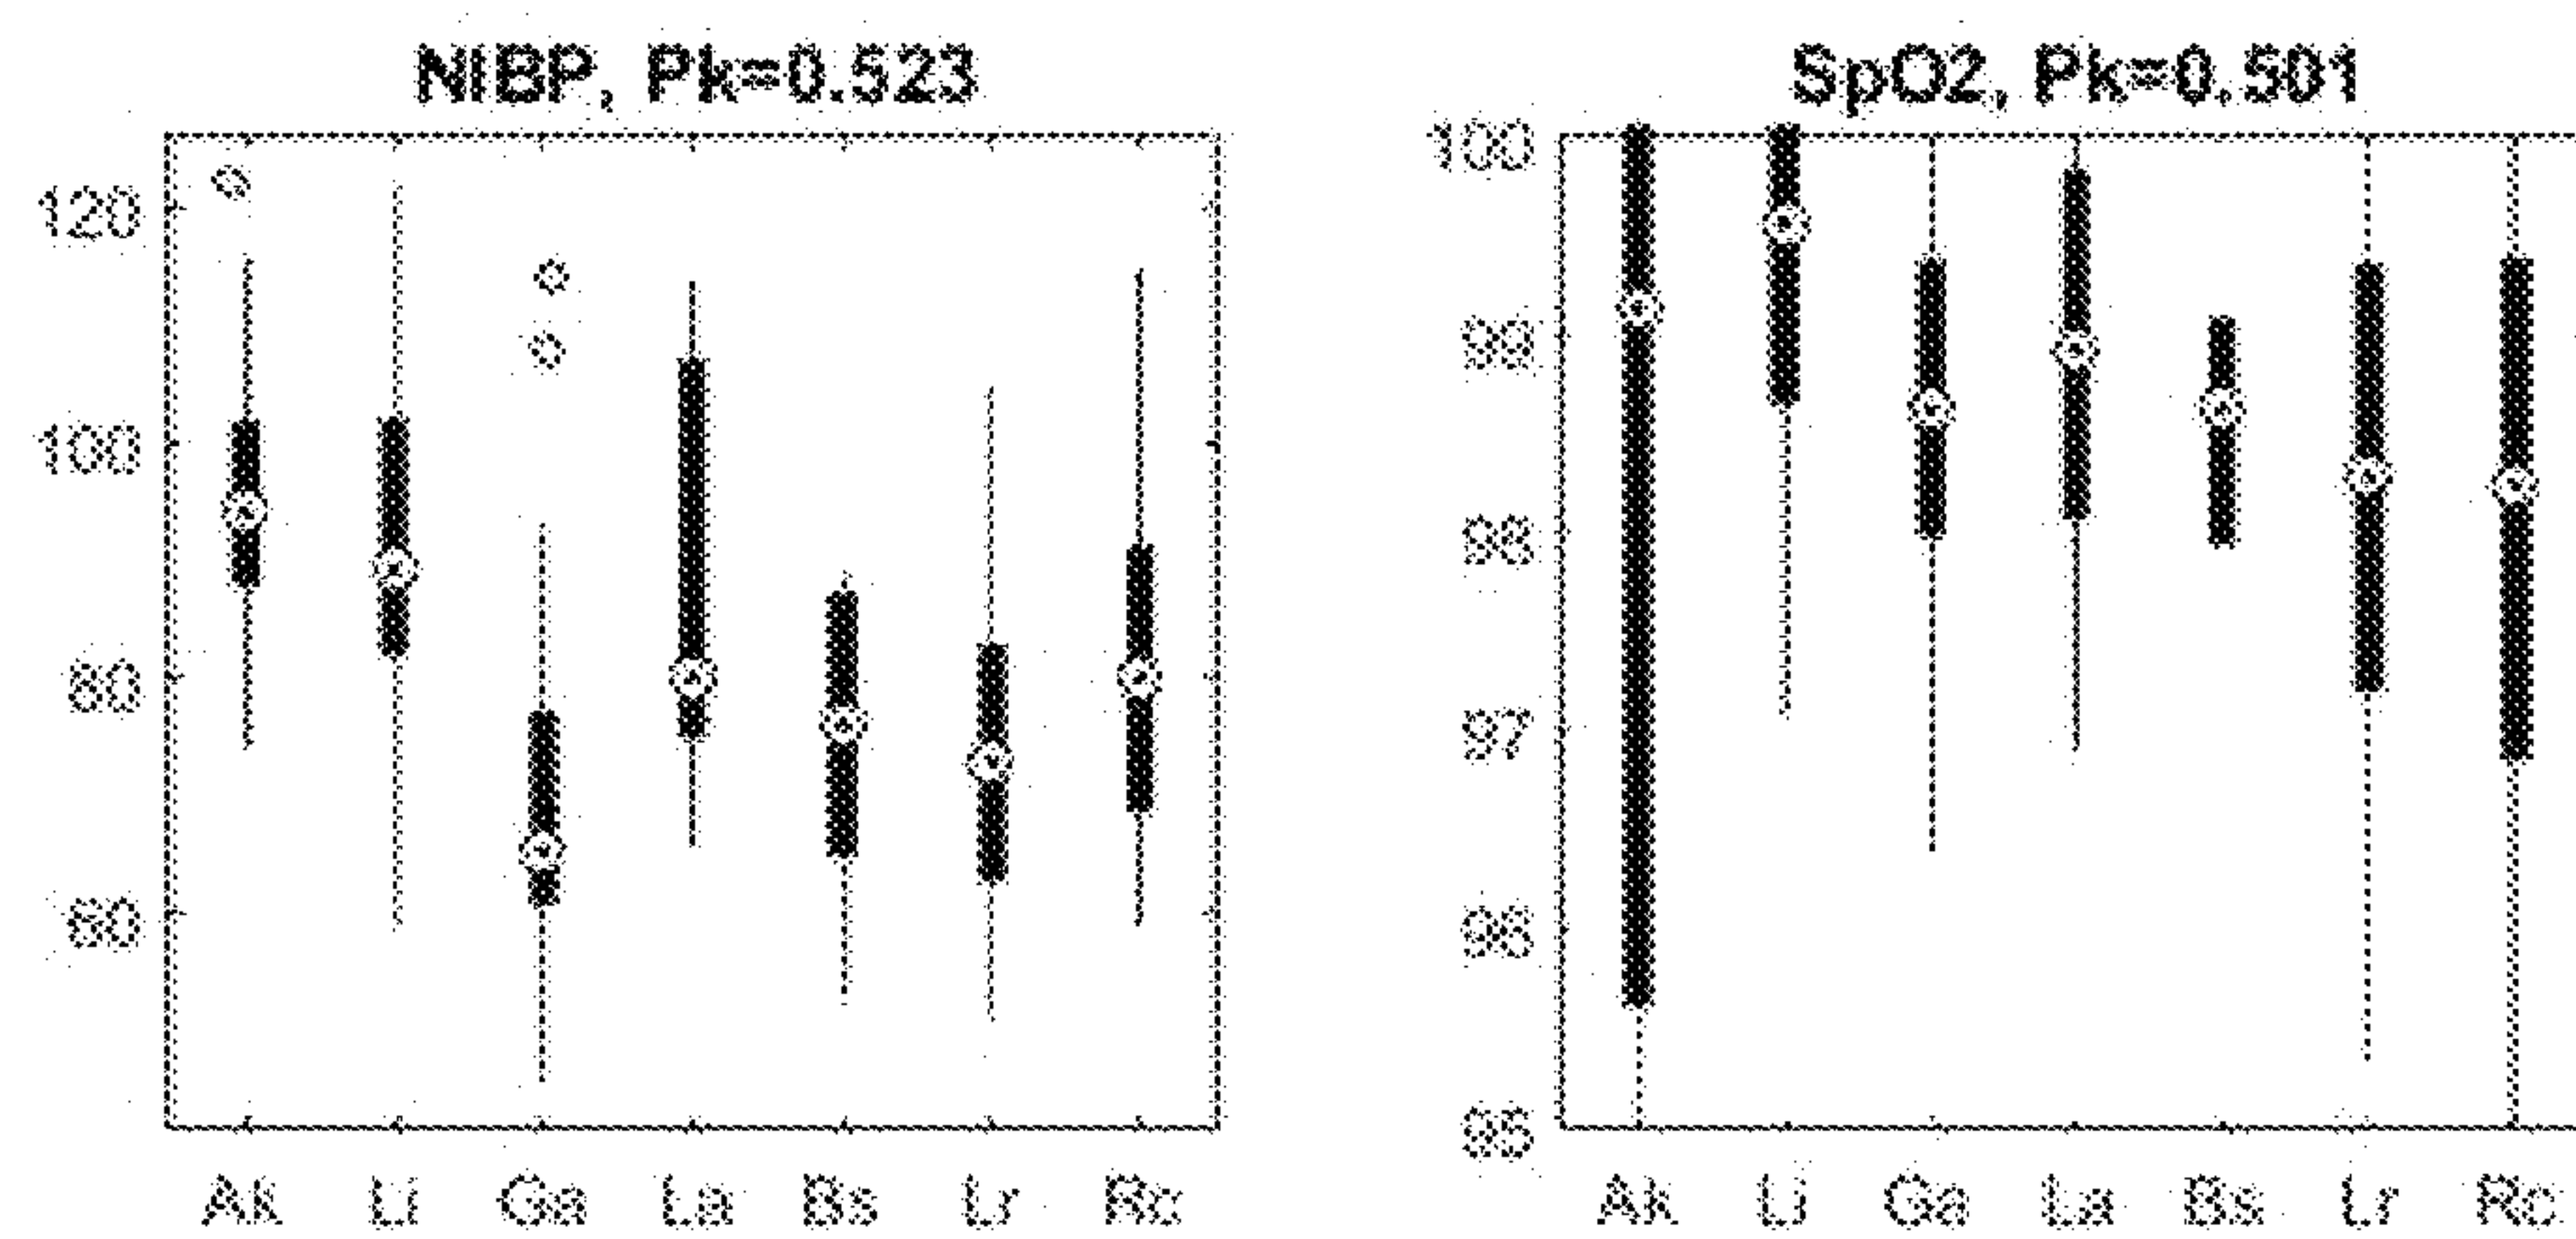 NIBP, Pk=0.523
120
100
80
60
Ak Li Ga La Bs Lr Rc
SpO2, Pk=0.501
100
99
98
97
96
95
Ak Li Ga La Bs Lr Rc